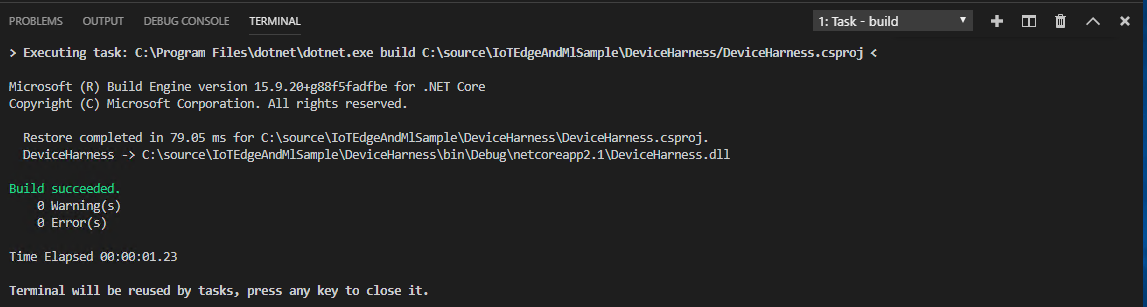 PROBLEMS OUTPUT DEBUG CONSOLE TERMINAL 1: Task - build
> Executing task: C:\Program Files\dotnet\dotnet.exe build C:\source\IoTEdgeAndMlSample\DeviceHarness/DeviceHarness.csproj <
Microsoft (R) Build Engine version 15.9.20+g88f5fadfbe for .NET Core
Copyright (C) Microsoft Corporation. All rights reserved.
Restore completed in 79.05 ms for C:\source\IoTEdgeAndMlSample\DeviceHarness\DeviceHarness.csproj.
DeviceHarness -> C:\source\IoTEdgeAndMlSample\DeviceHarness\bin\Debug\netcoreapp2.1\DeviceHarness.dll
Build succeeded.
0 Warning(s)
0 Error(s)
Time Elapsed 00:00:01.23
Terminal will be reused by tasks, press any key to close it.